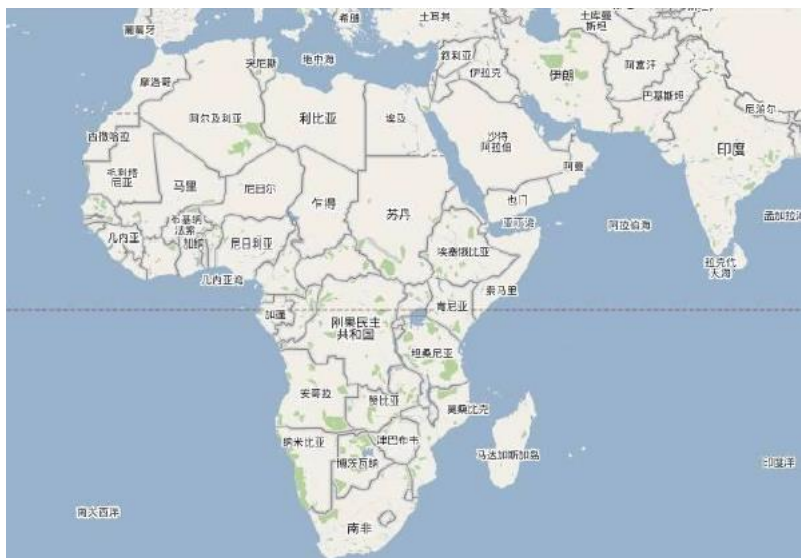 葡萄牙
希腊
土耳其
土库曼
斯坦
突尼斯
地中海
叙利亚
伊拉克
伊朗
阿富汗
摩洛哥
巴基斯坦
尼泊尔
阿尔及利亚
利比亚
埃及
沙特
阿拉伯
印度
西撒哈拉
毛利塔
尼亚
马里
尼日尔
乍得
苏丹
阿曼
也门
亚丁湾
阿拉伯海
孟加拉湾
布基纳
法索
几内亚
加纳
尼日利亚
埃塞俄比亚
拉克代
夫海
几内亚湾
索马里
加蓬
刚果民主
共和国
肯尼亚
坦桑尼亚
安哥拉
赞比亚
莫桑比克
纳米比亚
津巴布韦
博茨瓦纳
马达加斯加岛
印度洋
南大西洋
南非